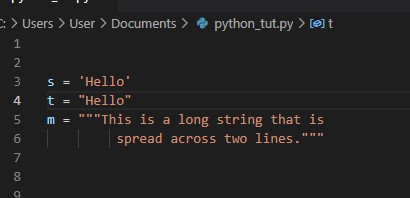 C: > Users > User > Documents > python_tut.py > t
1
2
3 s = 'Hello'
4 t = "Hello"
5 m = """This is a long string that is
6 spread across two lines."""
7
8